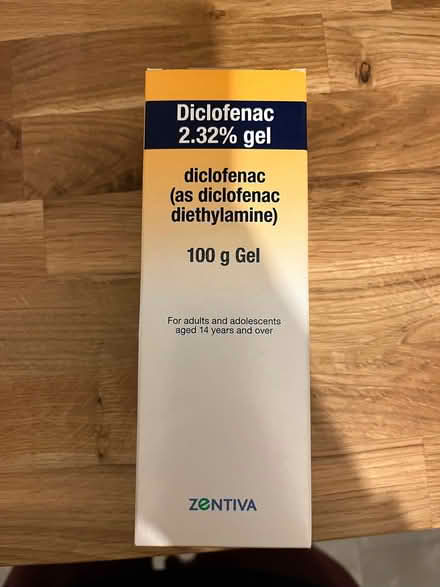 Diclofenac
2.32% gel
diclofenac
(as diclofenac
diethylamine)
100 g Gel
For adults and adolescents
aged 14 years and over
ZENTIVA